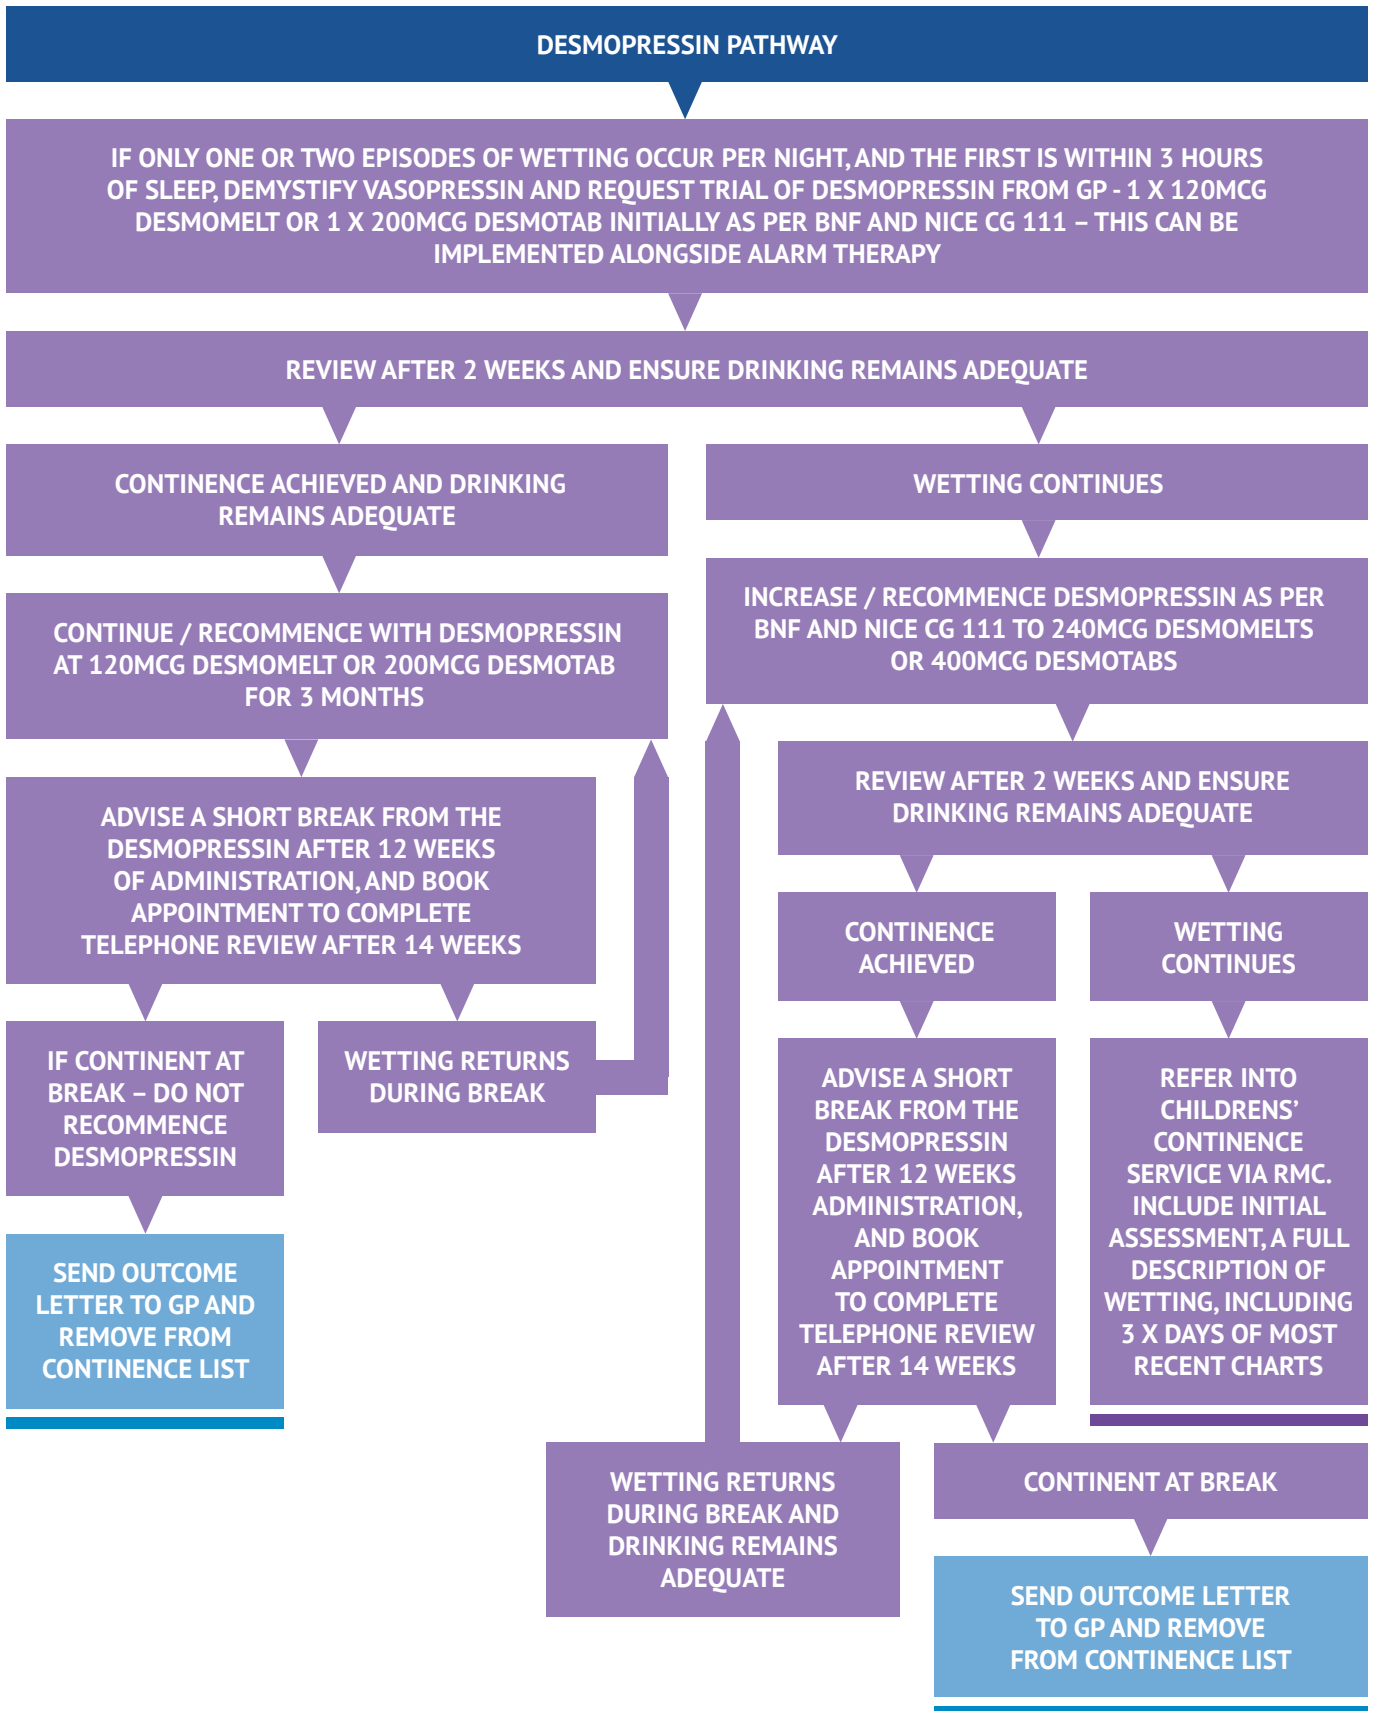 DESMOPRESSIN PATHWAY
IF ONLY ONE OR TWO EPISODES OF WETTING OCCUR PER NIGHT, AND THE FIRST IS WITHIN 3 HOURS
OF SLEEP, DEMYSTIFY VASOPRESSIN AND REQUEST TRIAL OF DESMOPRESSIN FROM GP - 1 X 120MCG
DESMOMELT OR 1 X 200MCG DESMOTAB INITIALLY AS PER BNF AND NICE CG 111 – THIS CAN BE
IMPLEMENTED ALONGSIDE ALARM THERAPY
REVIEW AFTER 2 WEEKS AND ENSURE DRINKING REMAINS ADEQUATE
CONTINENCE ACHIEVED AND DRINKING
REMAINS ADEQUATE
CONTINUE / RECOMMENCE WITH DESMOPRESSIN
AT 120MCG DESMOMELT OR 200MCG DESMOTAB
FOR 3 MONTHS
ADVISE A SHORT BREAK FROM THE
DESMOPRESSIN AFTER 12 WEEKS
OF ADMINISTRATION, AND BOOK
APPOINTMENT TO COMPLETE
TELEPHONE REVIEW AFTER 14 WEEKS
IF CONTINENT AT
BREAK – DO NOT
RECOMMENCE
DESMOPRESSIN
SEND OUTCOME
LETTER TO GP AND
REMOVE FROM
CONTINENCE LIST
WETTING RETURNS
DURING BREAK
WETTING CONTINUES
INCREASE / RECOMMENCE DESMOPRESSIN AS PER
BNF AND NICE CG 111 TO 240MCG DESMOMELTS
OR 400MCG DESMOTABS
REVIEW AFTER 2 WEEKS AND ENSURE
DRINKING REMAINS ADEQUATE
CONTINENCE
ACHIEVED
ADVISE A SHORT
BREAK FROM THE
DESMOPRESSIN
AFTER 12 WEEKS
ADMINISTRATION,
AND BOOK
APPOINTMENT
TO COMPLETE
TELEPHONE REVIEW
AFTER 14 WEEKS
WETTING
CONTINUES
REFER INTO
CHILDRENS’
CONTINENCE
SERVICE VIA RMC.
INCLUDE INITIAL
ASSESSMENT, A FULL
DESCRIPTION OF
WETTING, INCLUDING
3 X DAYS OF MOST
RECENT CHARTS
WETTING RETURNS
DURING BREAK AND
DRINKING REMAINS
ADEQUATE
CONTINENT AT BREAK
SEND OUTCOME LETTER
TO GP AND REMOVE
FROM CONTINENCE LIST